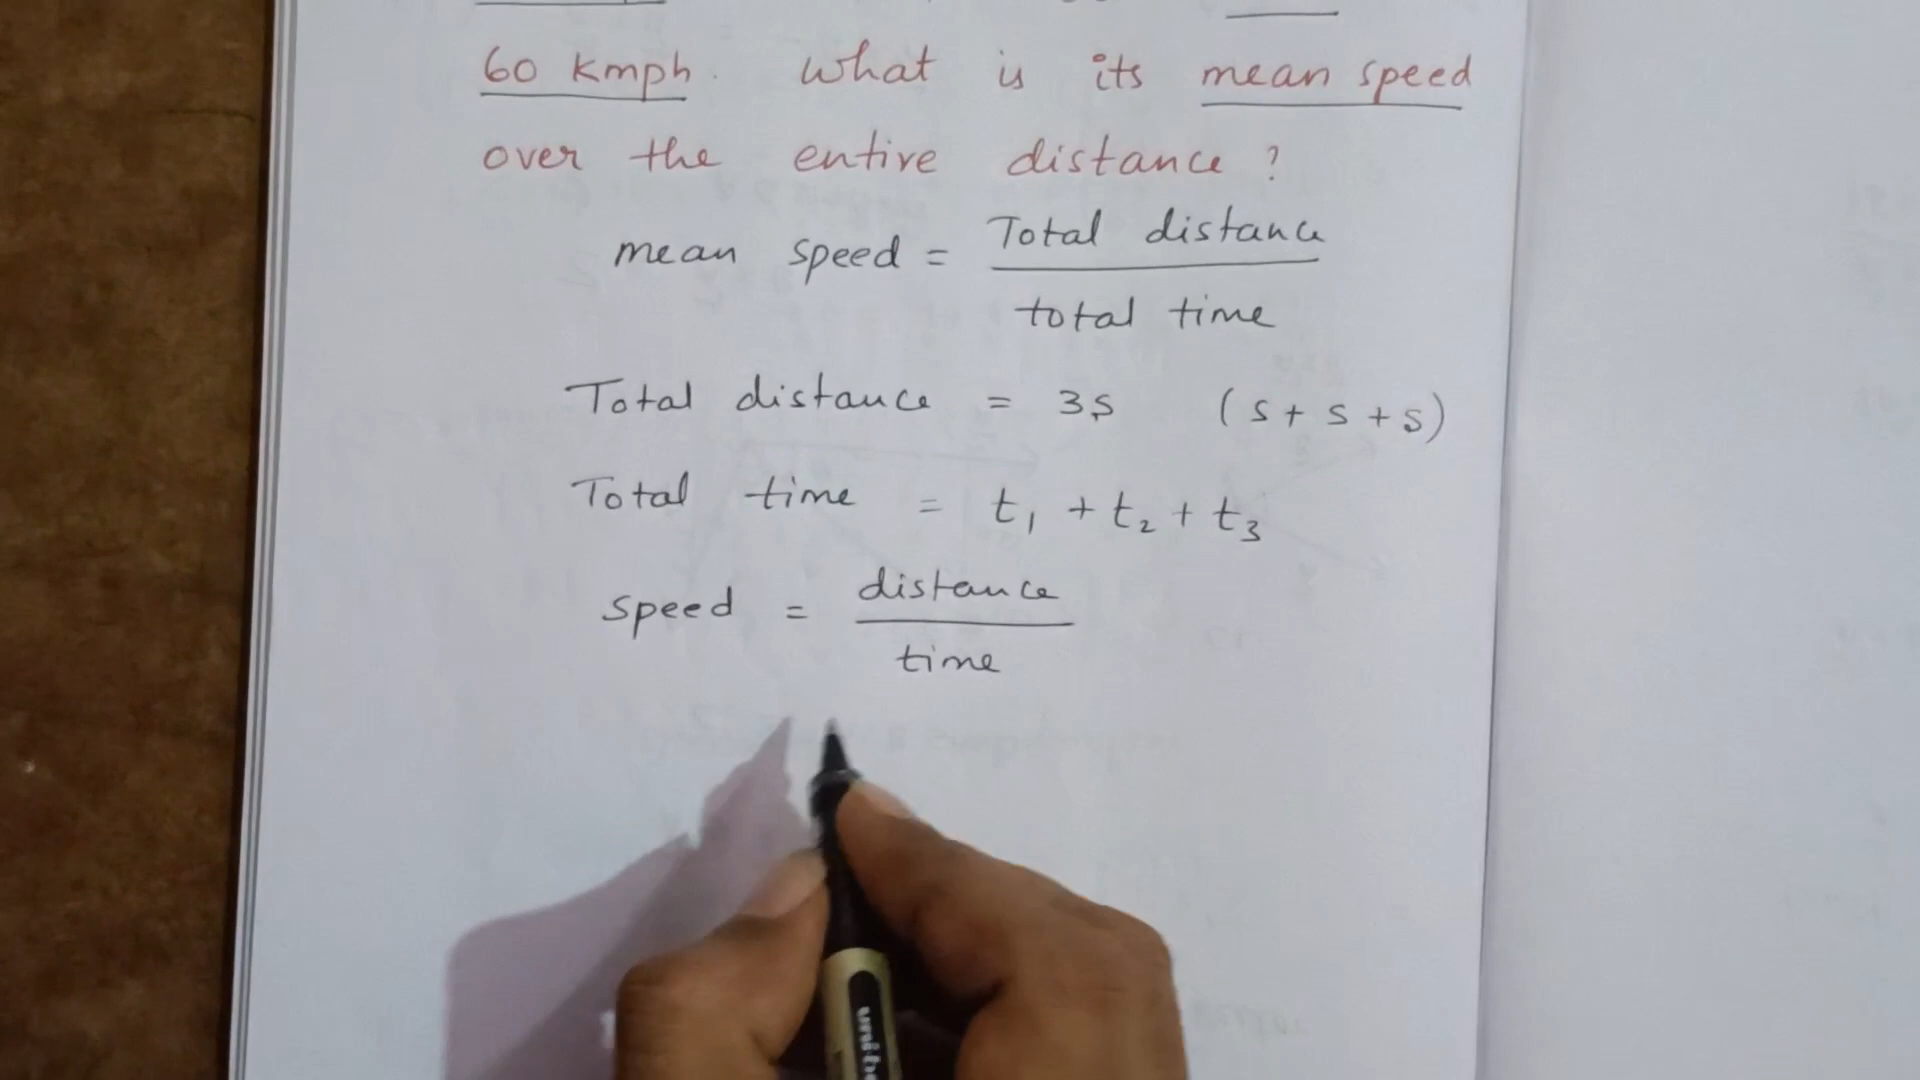 60 kmph. What is its mean speed
over the entire distance ?
mean speed = Total distance
total time
Total distance = 3s (s + s + s)
Total time = t₁ + t₂ + t₃
speed = distance
time